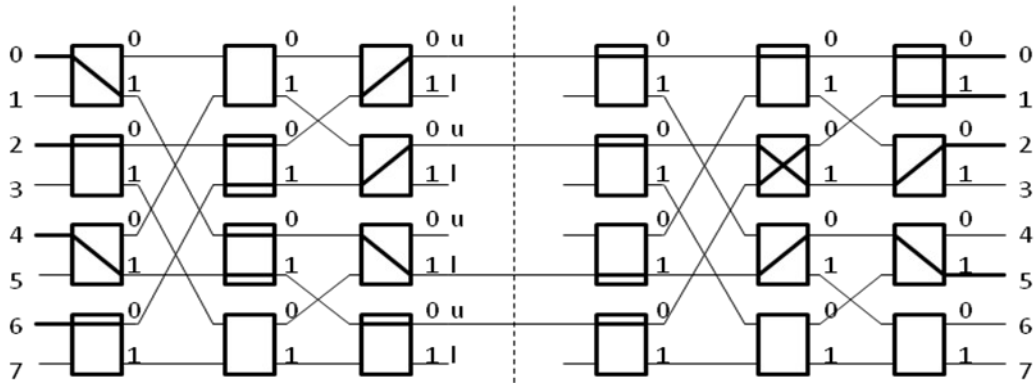 0 0 0 0 u 0 0 0 0
1 1 1 1 l 1 1 1 1
2 0 0 0 u 0 0 0 2
3 1 1 1 l 1 1 1 3
4 0 0 0 u 0 0 0 4
5 1 1 1 l 1 1 1 5
6 0 0 0 u 0 0 0 6
7 1 1 1 l 1 1 1 7